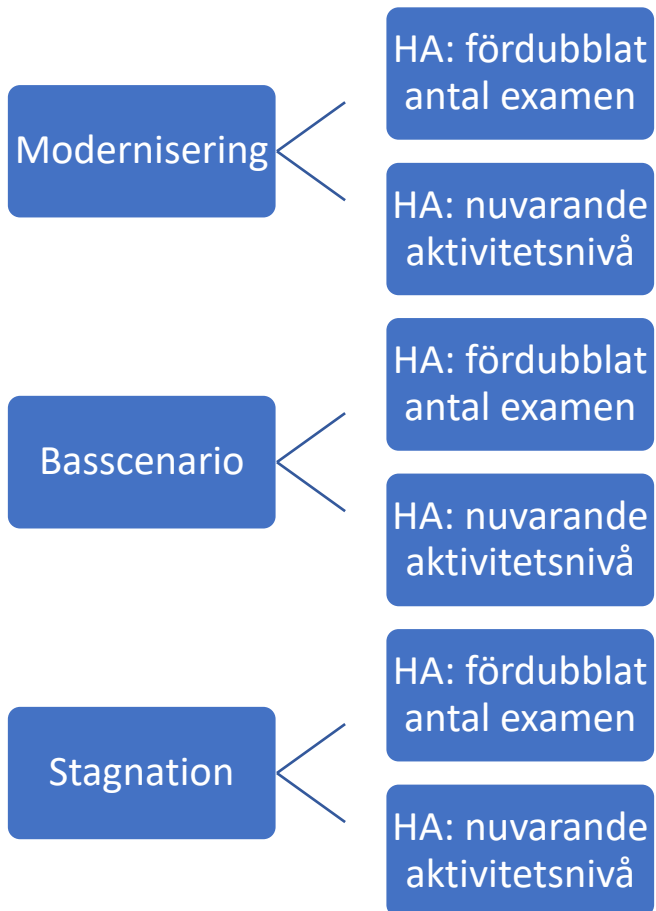 HA: fördubblat
antal examen
Modernisering
HA: nuvarande
aktivitetsnivå
HA: fördubblat
antal examen
Basscenario
HA: nuvarande
aktivitetsnivå
HA: fördubblat
antal examen
Stagnation
HA: nuvarande
aktivitetsnivå